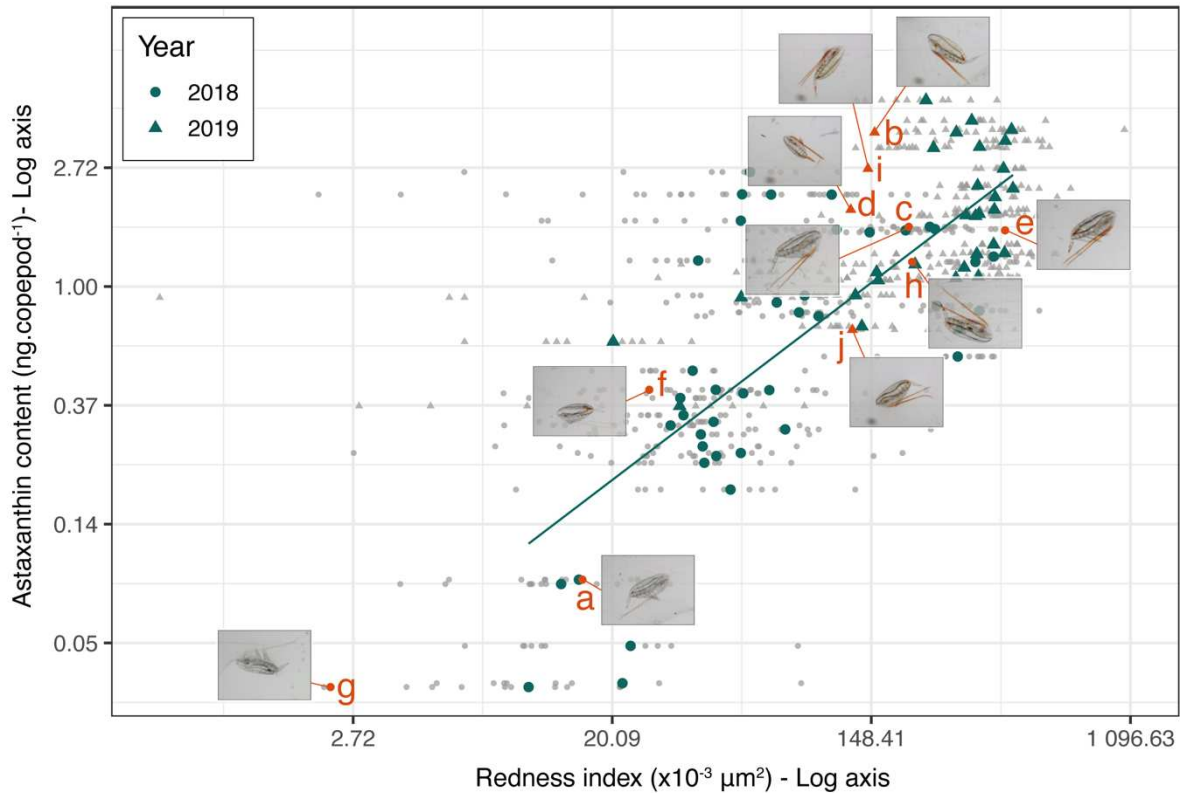 Year
2018
2019
b
i
d
c
e
h
j
f
a
g
2.72
1.00
0.37
0.14
0.05
Astaxanthin content (ng.copepod⁻¹)- Log axis
2.72
20.09
148.41
1 096.63
Redness index (x10⁻³ µm²) - Log axis